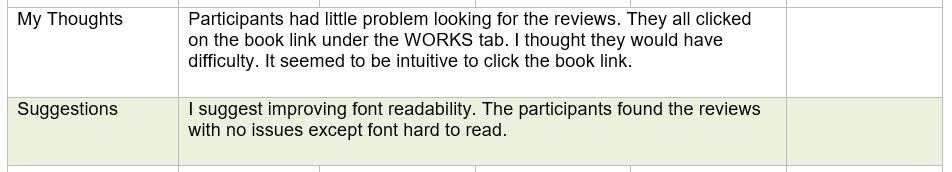 My Thoughts
Participants had little problem looking for the reviews. They all clicked
on the book link under the WORKS tab. I thought they would have
difficulty. It seemed to be intuitive to click the book link.
Suggestions
I suggest improving font readability. The participants found the reviews
with no issues except font hard to read.